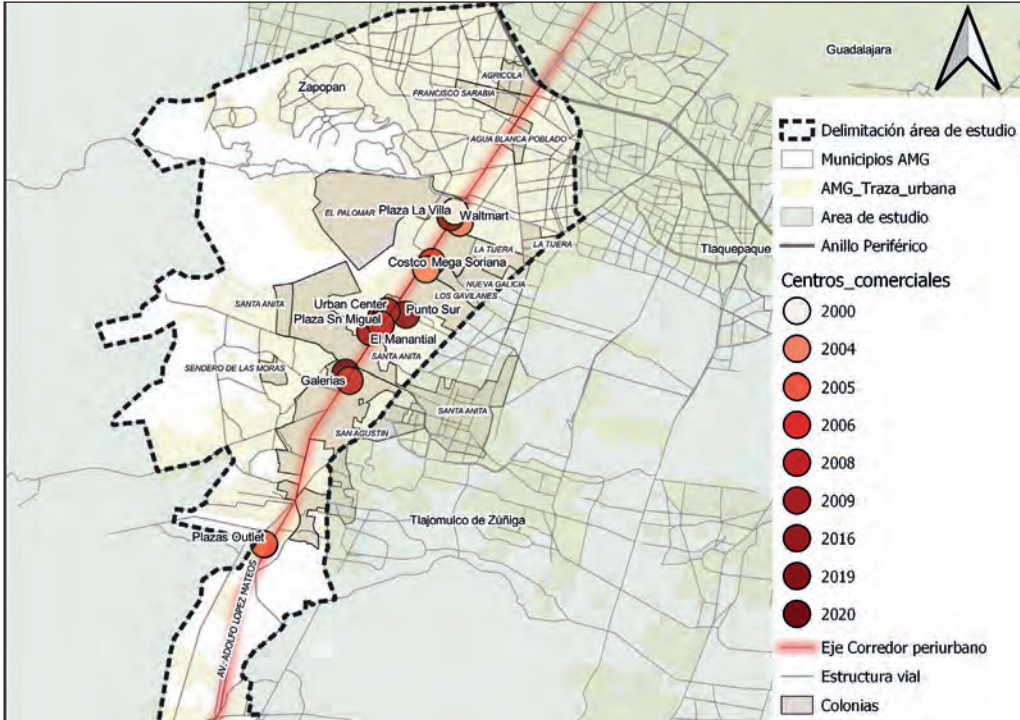 Guadalajara
AGRICOLA
Zapopan
FRANCISCO SARABIA
AGUA BLANCA POBLADO
EL PALOMAR
Plaza La Villa
Waltmart
LA TIJERA
LA TIJERA
Tlaquepaque
Costco Mega Soriana
NUEVA GALICIA
SANTA ANITA
LOS GAVILANES
Urban Center
Punto Sur
Plaza Sn Miguel
El Manantial
SANTA ANITA
SENDERO DE LAS MORAS
Galerias
SANTA ANITA
SAN AGUSTIN
Tlajomulco de Zúñiga
Plazas Outlet
AV. ADOLFO LOPEZ MATEOS
Delimitación área de estudio
Municipios AMG
AMG_Traza_urbana
Area de estudio
Anillo Periférico
Centros_comerciales
2000
2004
2005
2006
2008
2009
2016
2019
2020
Eje Corredor periurbano
Estructura vial
Colonias